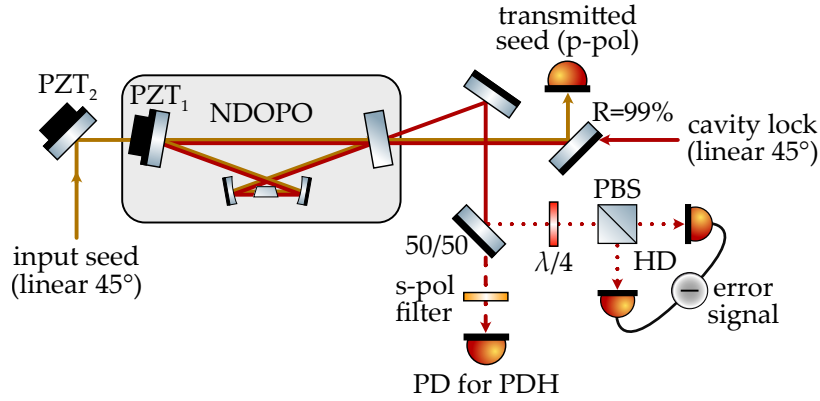 transmitted
seed (p-pol)
PZT₂
PZT₁
NDOPO
R=99%
cavity lock
(linear 45°)
input seed
(linear 45°)
50/50
λ/4
PBS
HD
s-pol
filter
error
signal
PD for PDH